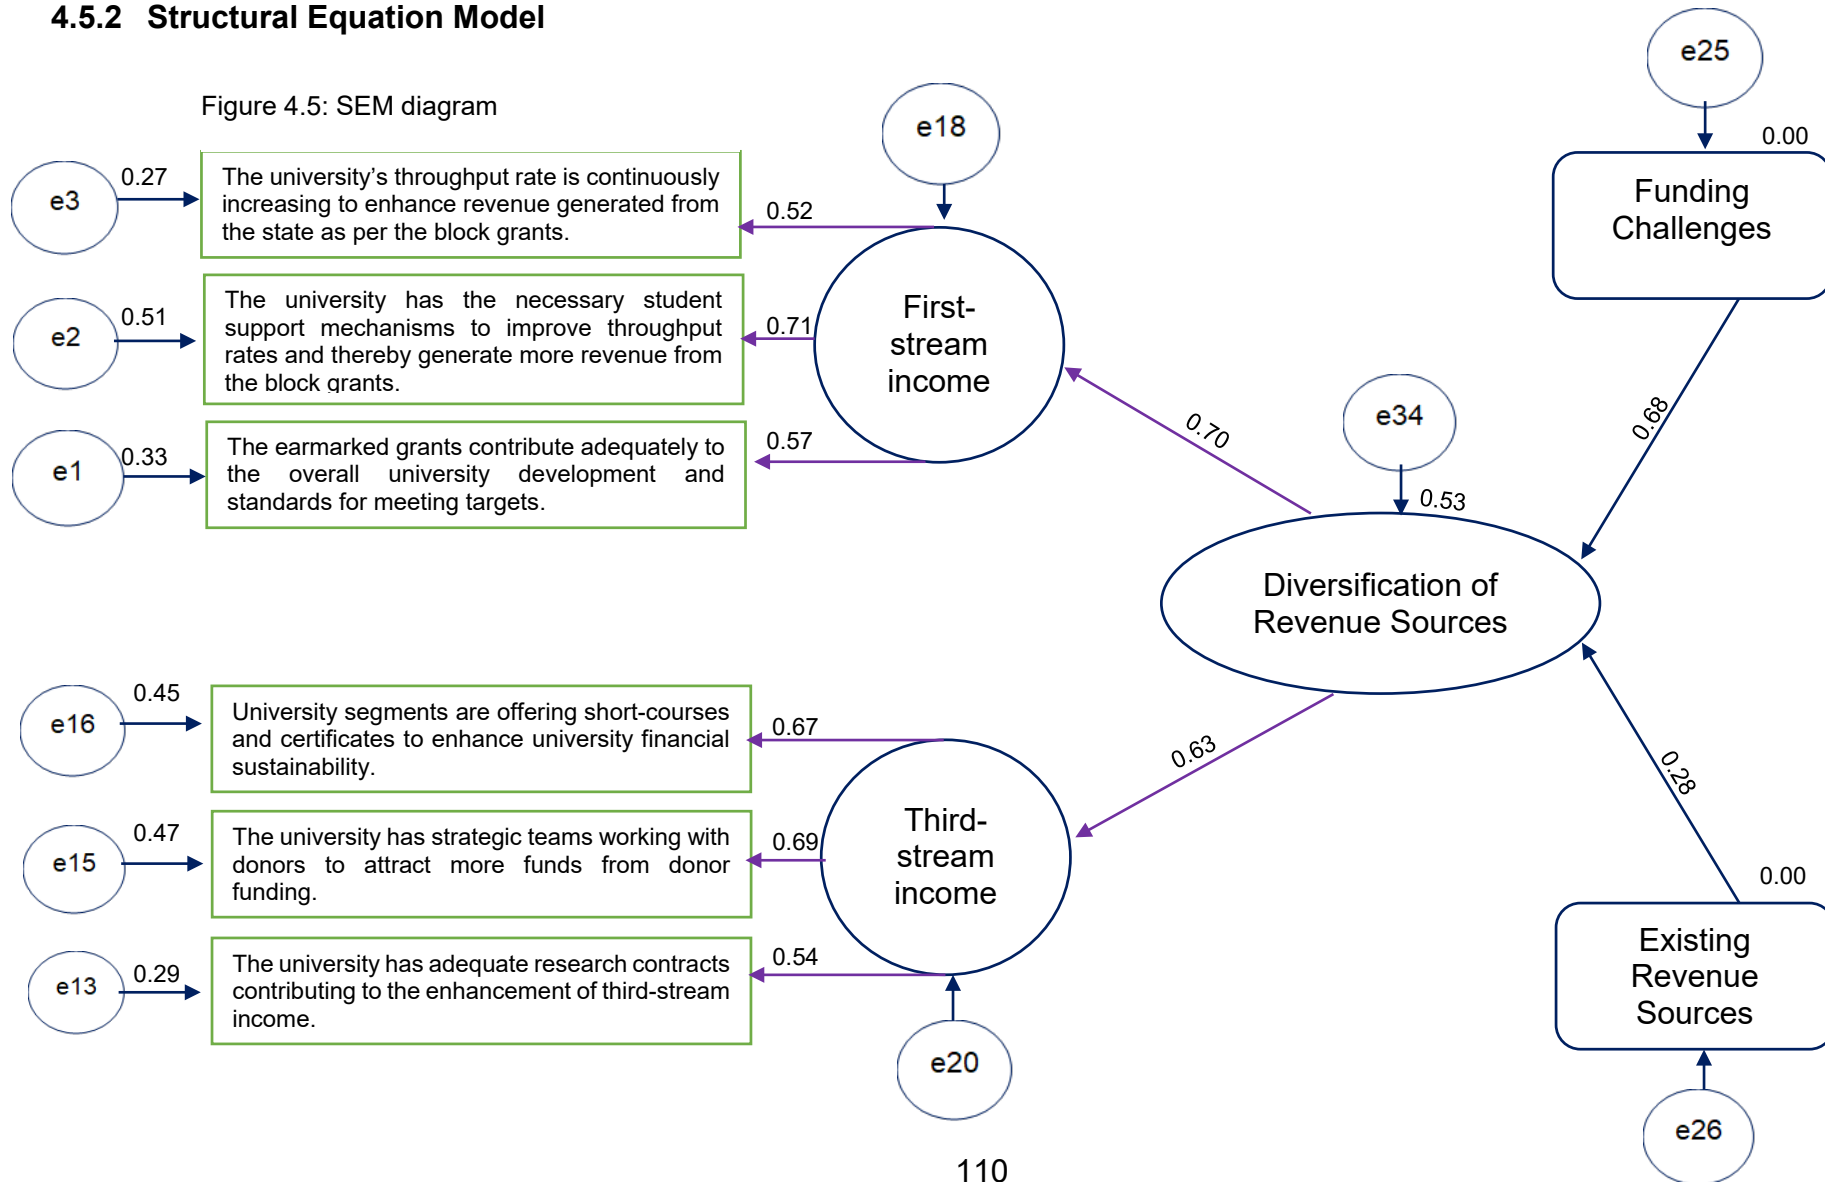 4.5.2 Structural Equation Model
Figure 4.5: SEM diagram
e25
0.00
Funding
Challenges
e18
e3
0.27
The university’s throughput rate is continuously
increasing to enhance revenue generated from
the state as per the block grants.
0.52
e2
0.51
The university has the necessary student
support mechanisms to improve throughput
rates and thereby generate more revenue from
the block grants.
0.71
First-
stream
income
e1
0.33
The earmarked grants contribute adequately to
the overall university development and
standards for meeting targets.
0.57
0.70
e34
0.53
0.68
Diversification of
Revenue Sources
e16
0.45
University segments are offering short-courses
and certificates to enhance university financial
sustainability.
0.67
0.63
0.28
e15
0.47
The university has strategic teams working with
donors to attract more funds from donor
funding.
0.69
Third-
stream
income
e13
0.29
The university has adequate research contracts
contributing to the enhancement of third-stream
income.
0.54
e20
0.00
Existing
Revenue
Sources
e26
110